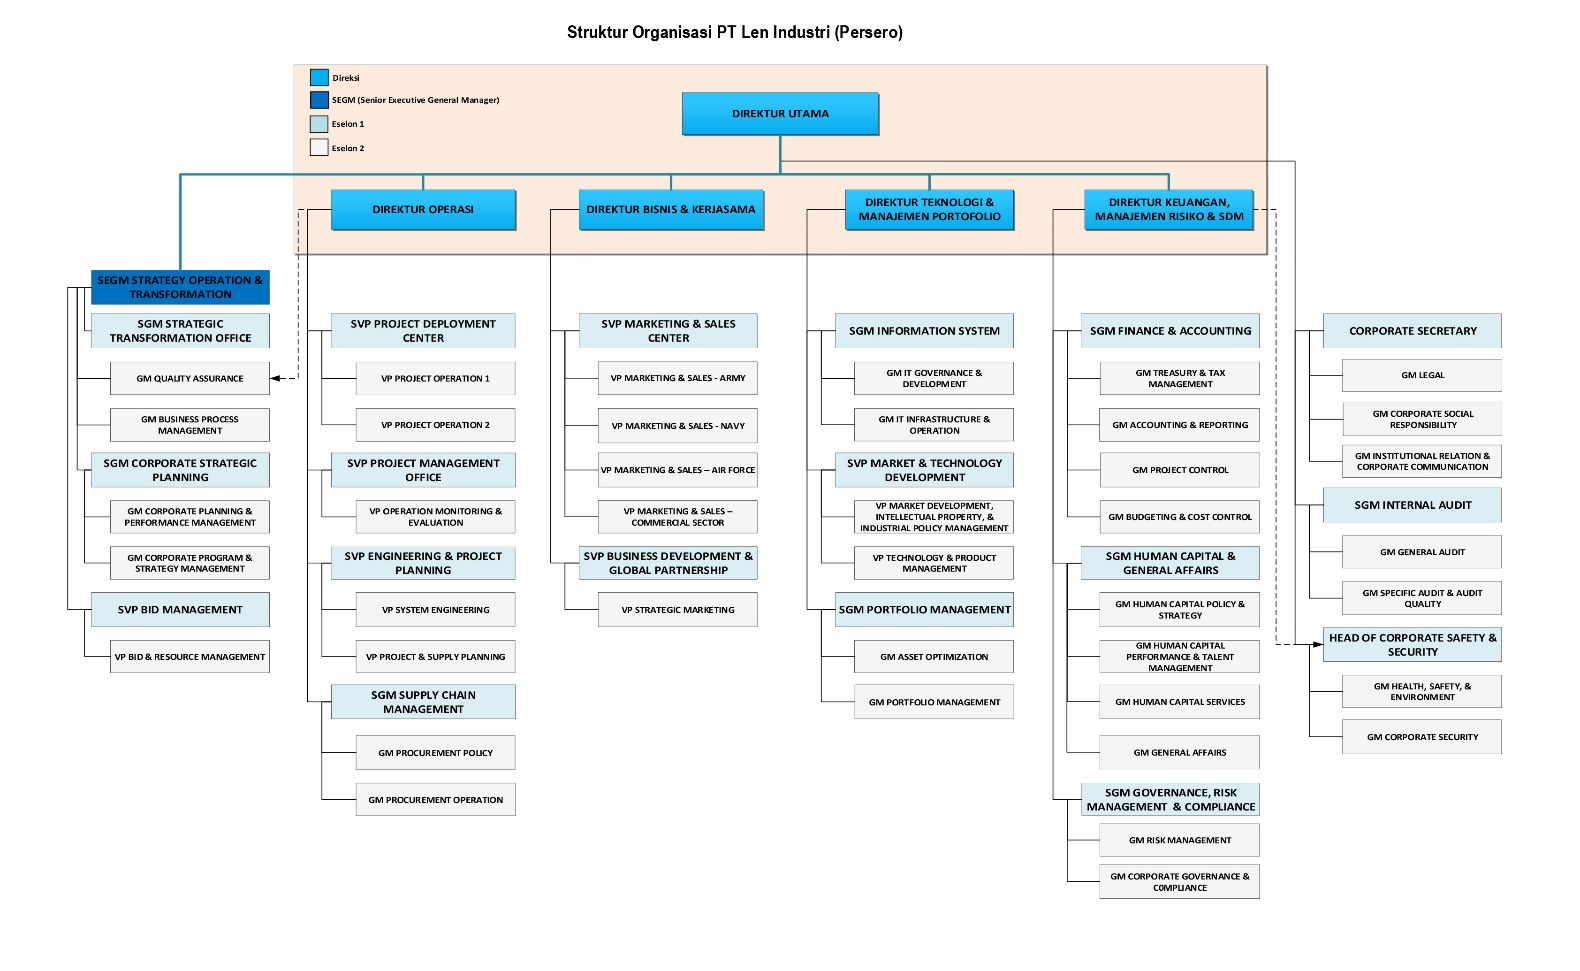 Struktur Organisasi PT Len Industri (Persero)
Direksi
SEGM (Senior Executive General Manager)
Eselon 1
Eselon 2
DIREKTUR UTAMA
DIREKTUR OPERASI
DIREKTUR BISNIS & KERJASAMA
DIREKTUR TEKNOLOGI &
MANAJEMEN PORTOFOLIO
DIREKTUR KEUANGAN,
MANAJEMEN RISIKO & SDM
SEGM STRATEGY OPERATION &
TRANSFORMATION
SGM STRATEGIC
TRANSFORMATION OFFICE
GM QUALITY ASSURANCE
GM BUSINESS PROCESS
MANAGEMENT
SGM CORPORATE STRATEGIC
PLANNING
GM CORPORATE PLANNING &
PERFORMANCE MANAGEMENT
GM CORPORATE PROGRAM &
STRATEGY MANAGEMENT
SVP BID MANAGEMENT
VP BID & RESOURCE MANAGEMENT
SVP PROJECT DEPLOYMENT
CENTER
VP PROJECT OPERATION 1
VP PROJECT OPERATION 2
SVP PROJECT MANAGEMENT
OFFICE
VP OPERATION MONITORING &
EVALUATION
SVP ENGINEERING & PROJECT
PLANNING
VP SYSTEM ENGINEERING
VP PROJECT & SUPPLY PLANNING
SGM SUPPLY CHAIN
MANAGEMENT
GM PROCUREMENT POLICY
GM PROCUREMENT OPERATION
SVP MARKETING & SALES
CENTER
VP MARKETING & SALES - ARMY
VP MARKETING & SALES - NAVY
VP MARKETING & SALES – AIR FORCE
VP MARKETING & SALES –
COMMERCIAL SECTOR
SVP BUSINESS DEVELOPMENT &
GLOBAL PARTNERSHIP
VP STRATEGIC MARKETING
SGM INFORMATION SYSTEM
GM IT GOVERNANCE &
DEVELOPMENT
GM IT INFRASTRUCTURE &
OPERATION
SVP MARKET & TECHNOLOGY
DEVELOPMENT
VP MARKET DEVELOPMENT,
INTELLECTUAL PROPERTY, &
INDUSTRIAL POLICY MANAGEMENT
VP TECHNOLOGY & PRODUCT
MANAGEMENT
SGM PORTFOLIO MANAGEMENT
GM ASSET OPTIMIZATION
GM PORTFOLIO MANAGEMENT
SGM FINANCE & ACCOUNTING
GM TREASURY & TAX
MANAGEMENT
GM ACCOUNTING & REPORTING
GM PROJECT CONTROL
GM BUDGETING & COST CONTROL
SGM HUMAN CAPITAL &
GENERAL AFFAIRS
GM HUMAN CAPITAL POLICY &
STRATEGY
GM HUMAN CAPITAL
PERFORMANCE & TALENT
MANAGEMENT
GM HUMAN CAPITAL SERVICES
GM GENERAL AFFAIRS
SGM GOVERNANCE, RISK
MANAGEMENT & COMPLIANCE
GM RISK MANAGEMENT
GM CORPORATE GOVERNANCE &
C0MPLIANCE
CORPORATE SECRETARY
GM LEGAL
GM CORPORATE SOCIAL
RESPONSIBILITY
GM INSTITUTIONAL RELATION &
CORPORATE COMMUNICATION
SGM INTERNAL AUDIT
GM GENERAL AUDIT
GM SPECIFIC AUDIT & AUDIT
QUALITY
HEAD OF CORPORATE SAFETY &
SECURITY
GM HEALTH, SAFETY, &
ENVIRONMENT
GM CORPORATE SECURITY